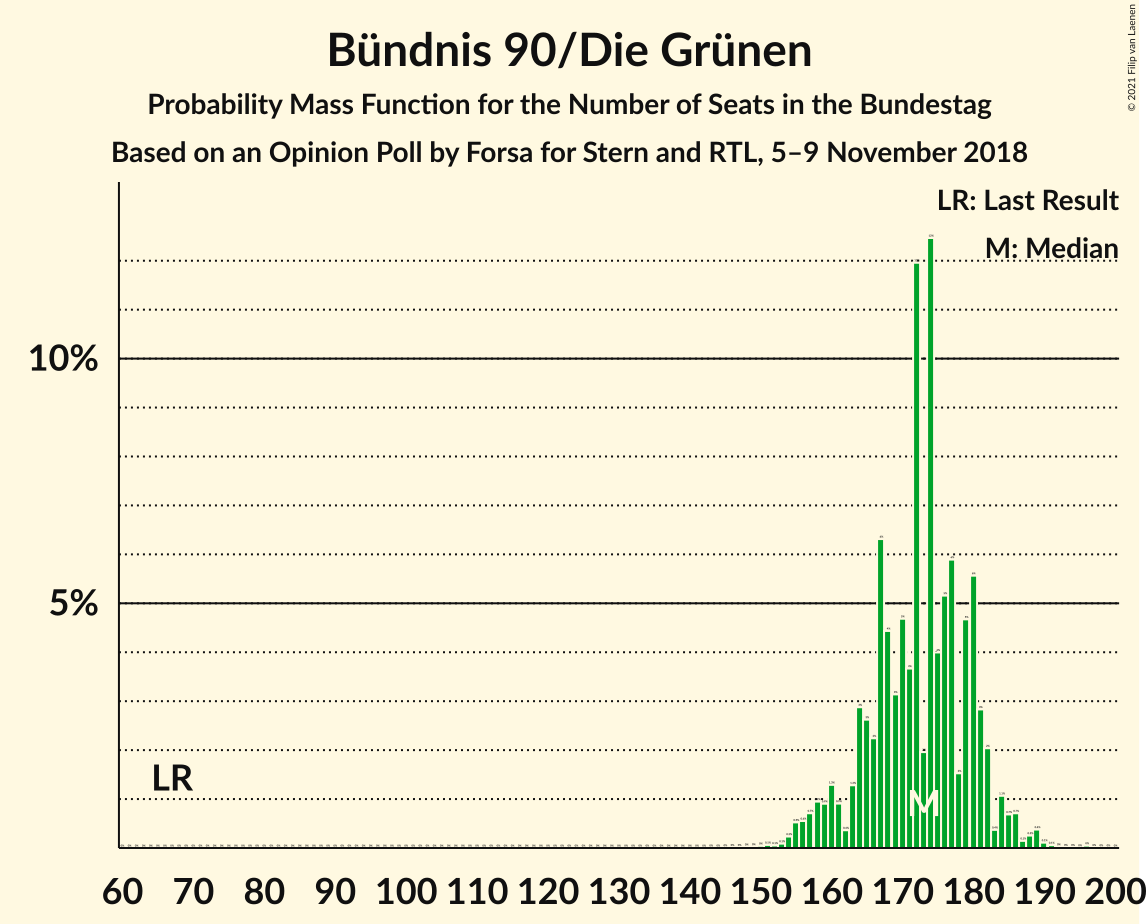 Bündnis 90/Die Grünen
Probability Mass Function for the Number of Seats in the Bundestag
Based on an Opinion Poll by Forsa for Stern and RTL, 5–9 November 2018
© 2021 Filip van Laenen
LR: Last Result
M: Median
10%
5%
LR
M
60 70 80 90 100 110 120 130 140 150 160 170 180 190 200